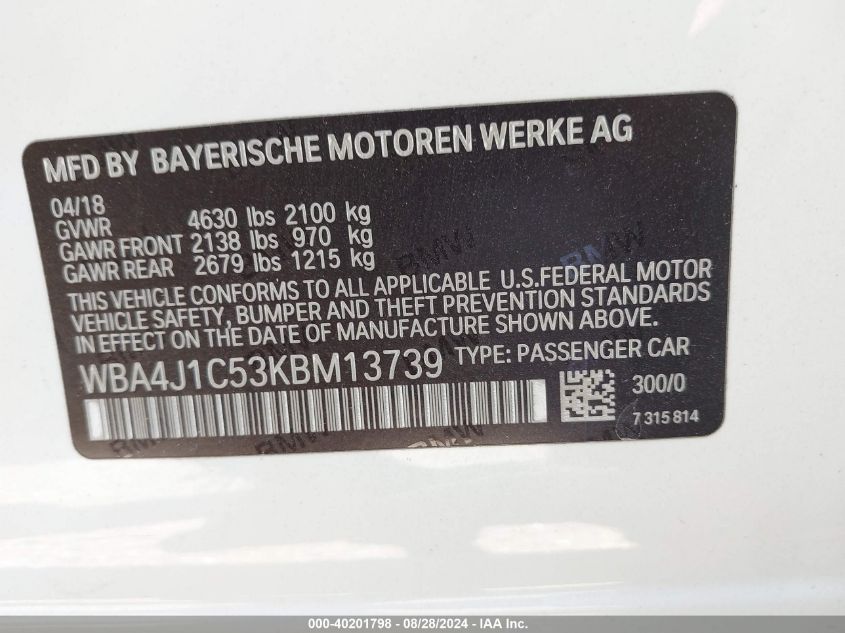 MFD BY BAYERISCHE MOTOREN WERKE AG
04/18
GVWR 4630 lbs 2100 kg
GAWR FRONT 2138 lbs 970 kg
GAWR REAR 2679 lbs 1215 kg
THIS VEHICLE CONFORMS TO ALL APPLICABLE U.S.FEDERAL MOTOR
VEHICLE SAFETY, BUMPER AND THEFT PREVENTION STANDARDS
IN EFFECT ON THE DATE OF MANUFACTURE SHOWN ABOVE.
WBA4J1C53KBM13739 TYPE: PASSENGER CAR
300/0
7 315 814
000-40201798 - 08/28/2024 - IAA Inc.